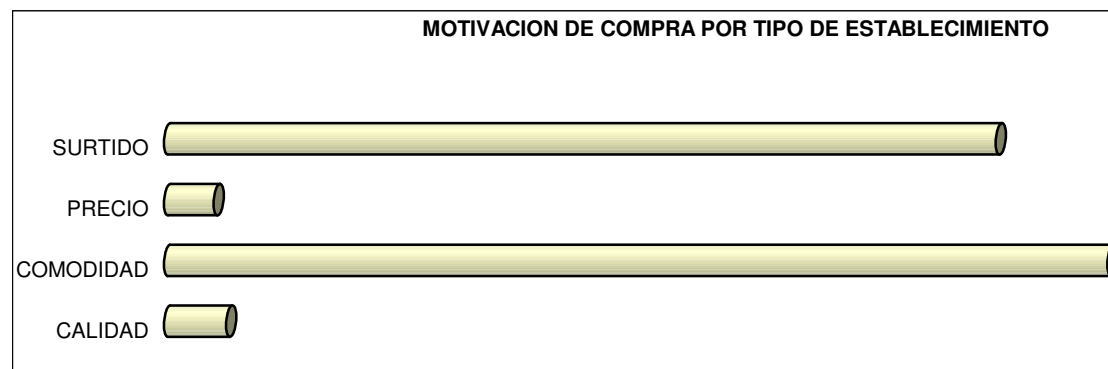 MOTIVACION DE COMPRA POR TIPO DE ESTABLECIMIENTO
SURTIDO
PRECIO
COMODIDAD
CALIDAD